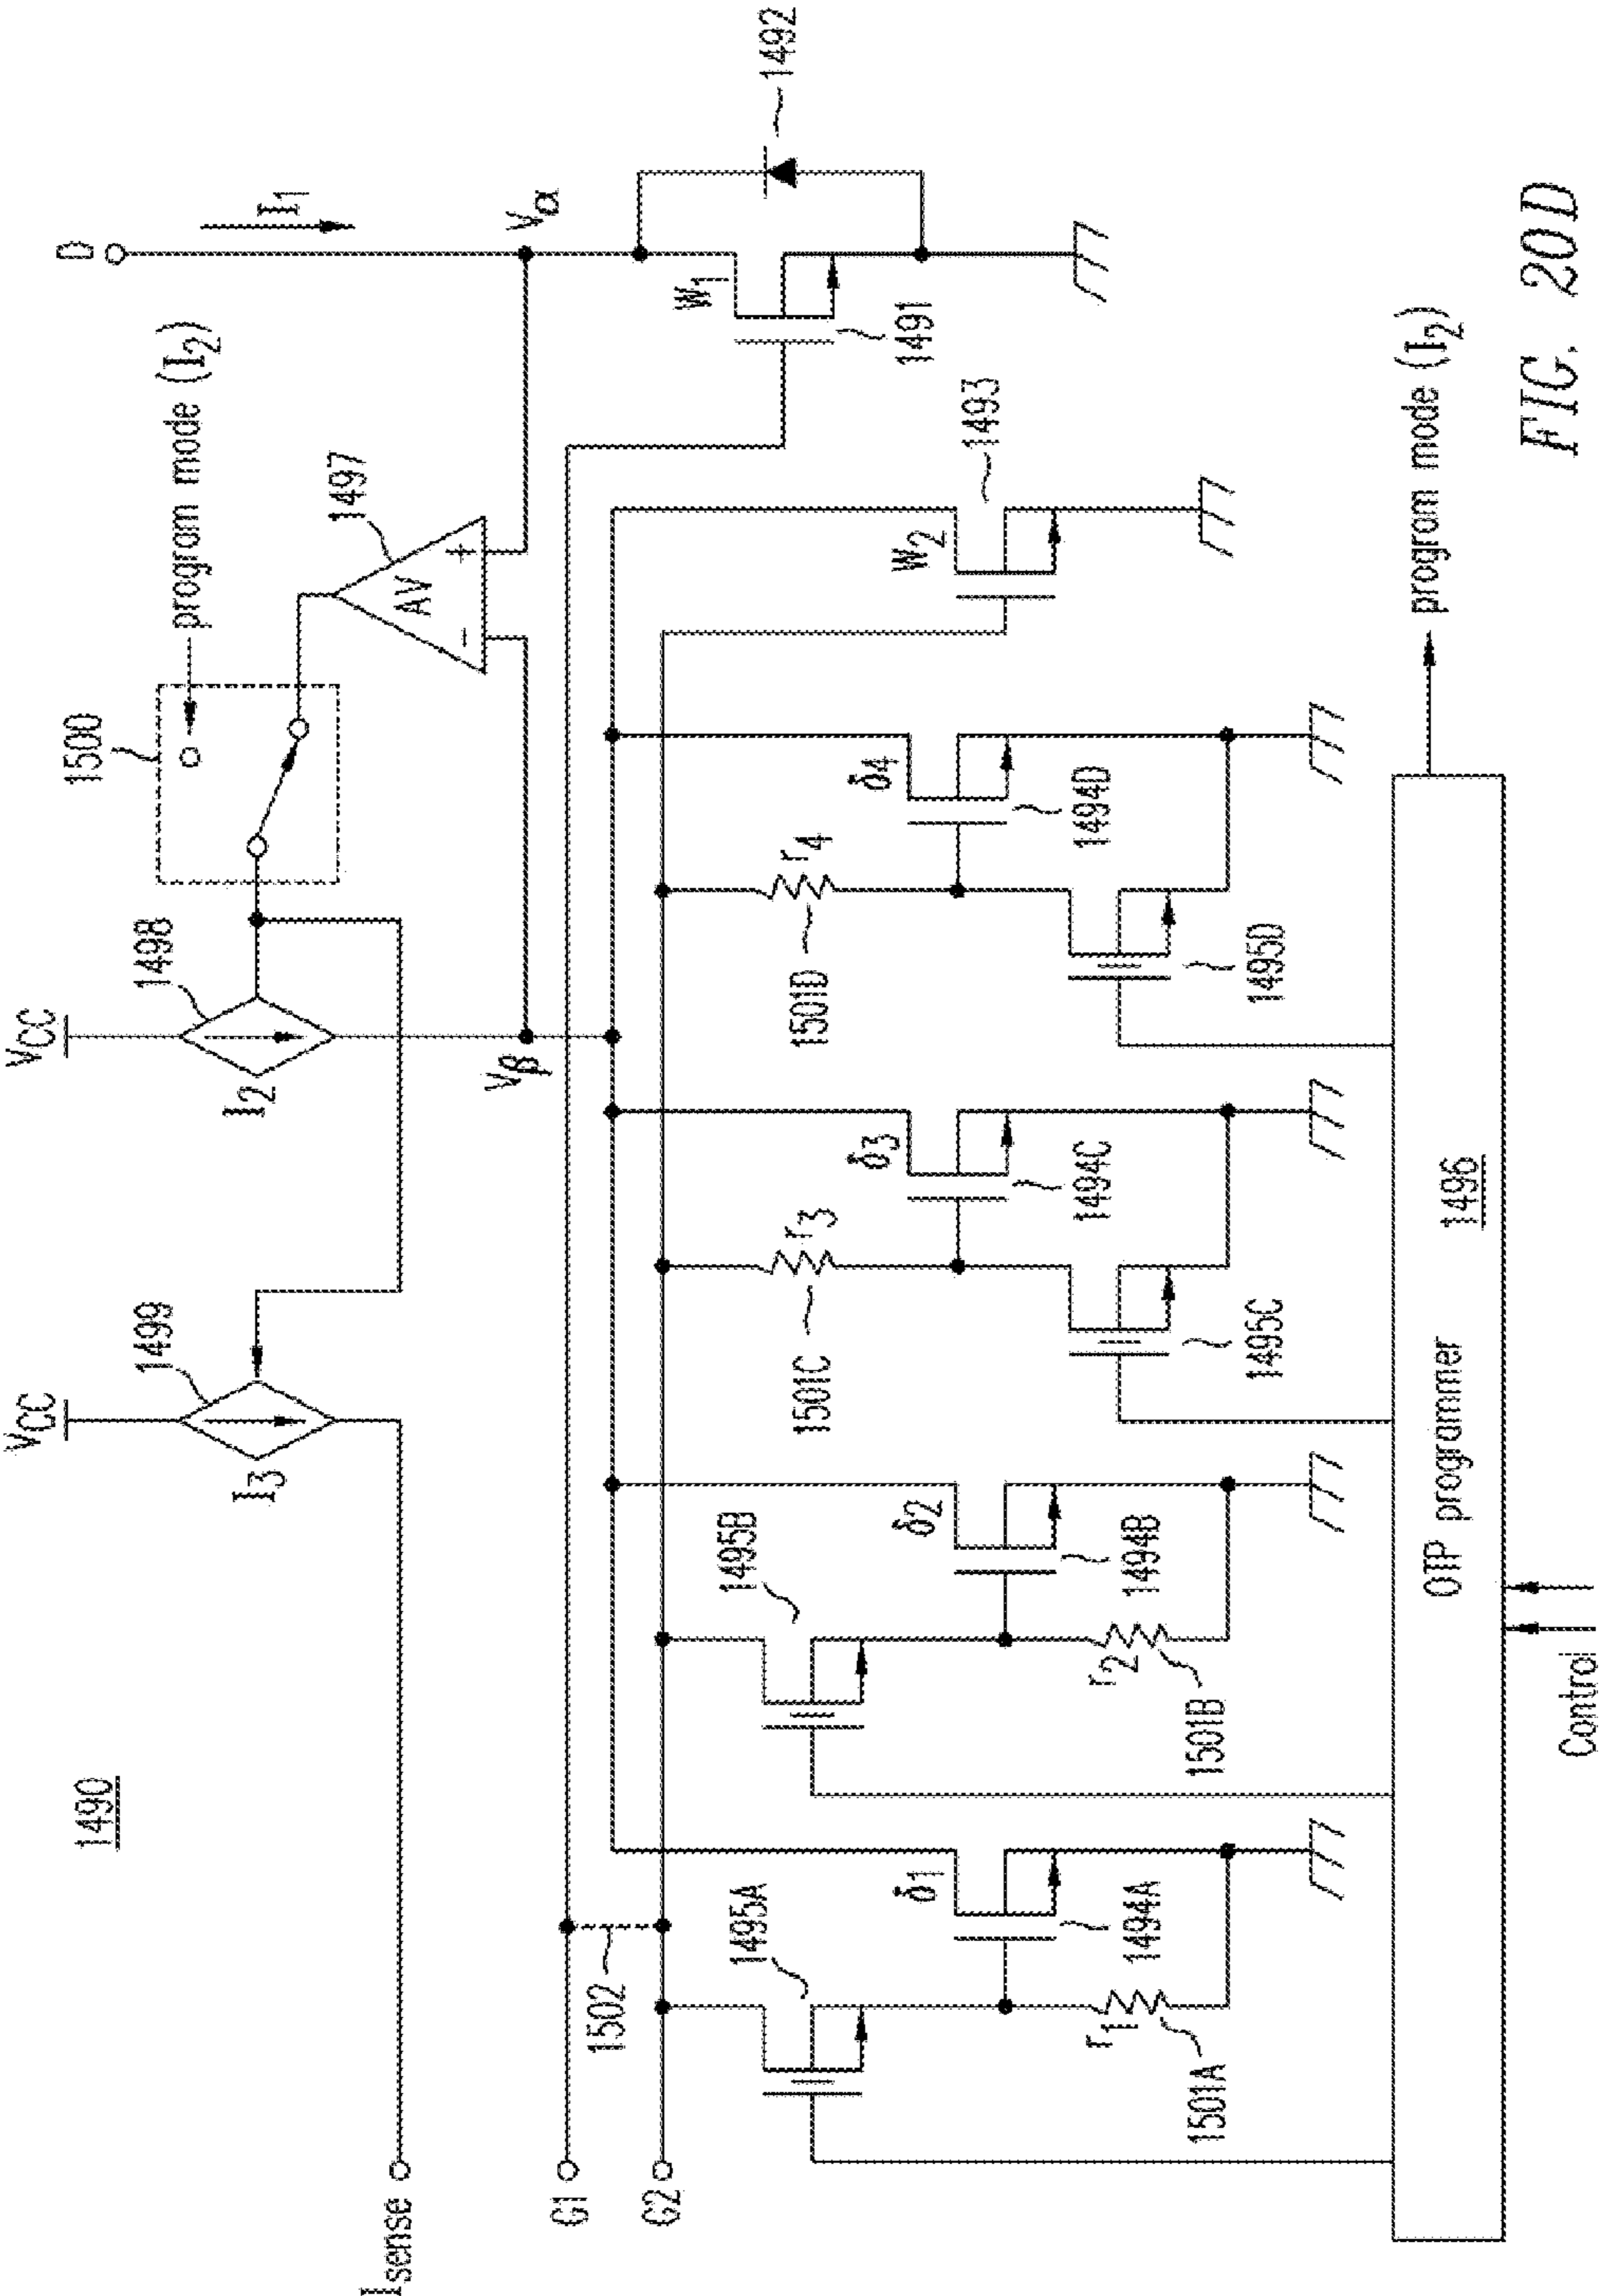 1490
VCC
1499
I3
VCC
1498
I2
1500
program mode (I2)
D
I1
1497
AV
+
-
Vα
Vβ
Isense
G1
G2
1502
1495A
δ1
1494A
r1
1501A
1495B
δ2
1494B
r2
1501B
r3
1501C
δ3
1494C
1495C
r4
1501D
δ4
1494D
1495D
W2
1493
W1
1491
1492
OTP programmer
1496
program mode (I2)
Control
FIG. 20D